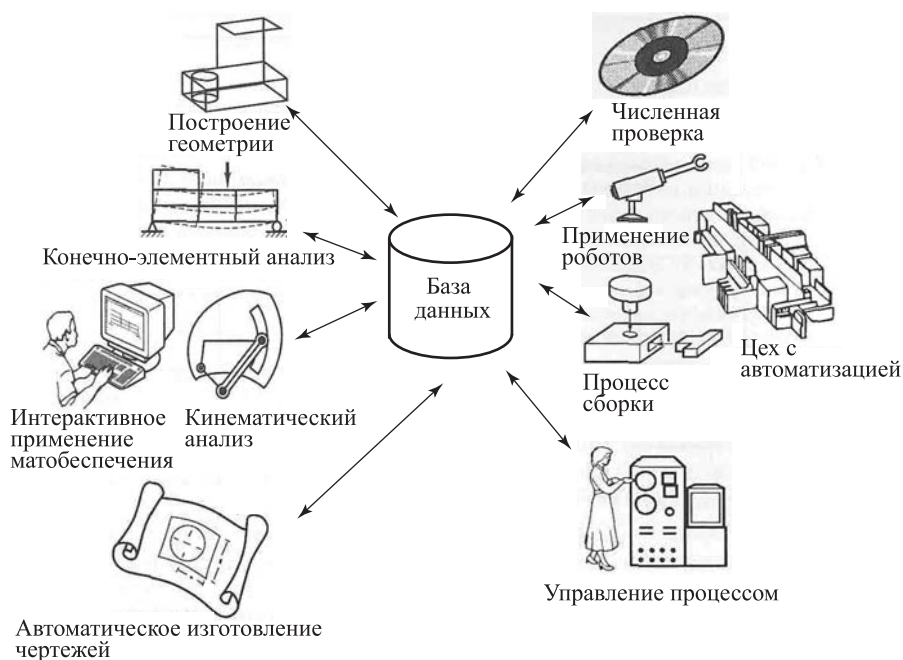 Построение
геометрии
Численная
проверка
Конечно-элементный анализ
Применение
роботов
База
данных
Цех с
автоматизацией
Процесс
сборки
Интерактивное
применение
матобеспечения
Кинематический
анализ
Управление процессом
Автоматическое изготовление
чертежей